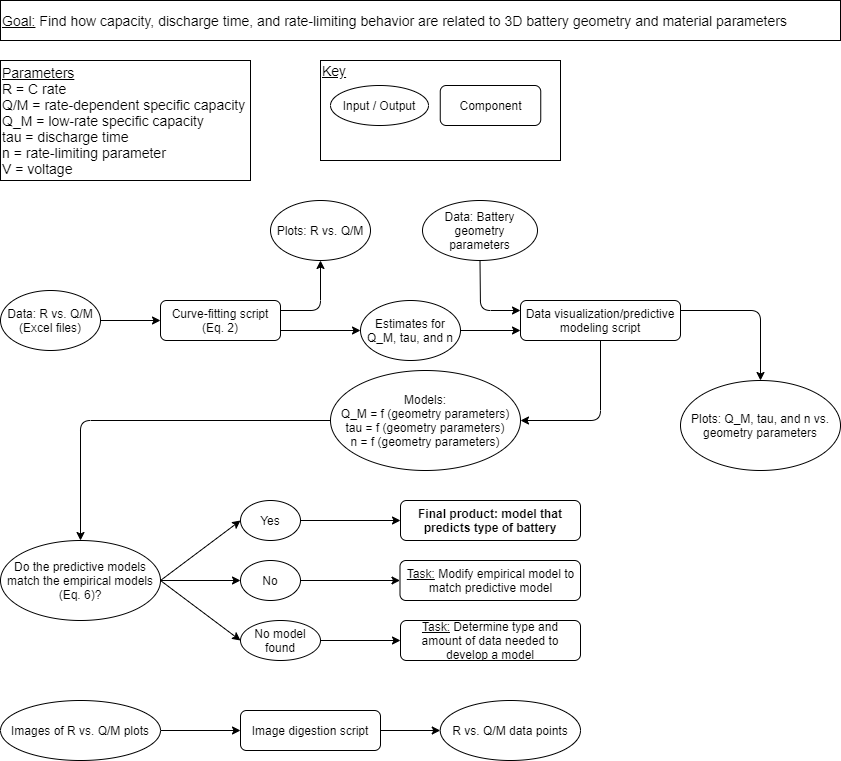 Goal: Find how capacity, discharge time, and rate-limiting behavior are related to 3D battery geometry and material parameters
Parameters
R = C rate
Q/M = rate-dependent specific capacity
Q_M = low-rate specific capacity
tau = discharge time
n = rate-limiting parameter
V = voltage
Key
Input / Output
Component
Plots: R vs. Q/M
Data: Battery
geometry
parameters
Data: R vs. Q/M
(Excel files)
Curve-fitting script
(Eq. 2)
Estimates for
Q_M, tau, and n
Data visualization/predictive
modeling script
Models:
Q_M = f (geometry parameters)
tau = f (geometry parameters)
n = f (geometry parameters)
Plots: Q_M, tau, and n vs.
geometry parameters
Do the predictive models
match the empirical models
(Eq. 6)?
Yes
Final product: model that
predicts type of battery
No
Task: Modify empirical model to
match predictive model
No model
found
Task: Determine type and
amount of data needed to
develop a model
Images of R vs. Q/M plots
Image digestion script
R vs. Q/M data points